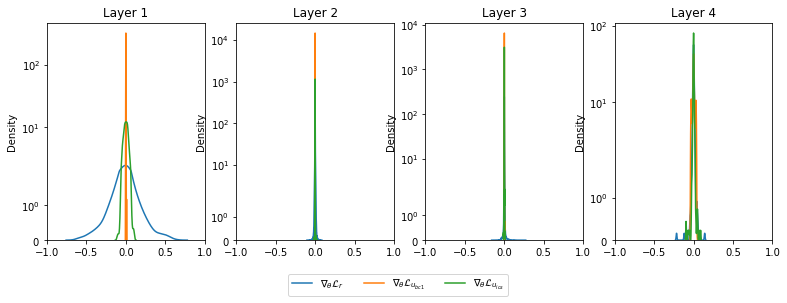 Layer 1 Layer 2 Layer 3 Layer 4
Density Density Density Density
10² 10⁴ 10⁴ 10²
10³ 10³
10¹ 10² 10² 10¹
10¹ 10¹
10⁰ 10⁰ 10⁰ 10⁰
0 0 0 0
−1.0 −0.5 0.0 0.5 1.0 −1.0 −0.5 0.0 0.5 1.0 −1.0 −0.5 0.0 0.5 1.0 −1.0 −0.5 0.0 0.5 1.0
∇θℒr ∇θℒu_bc1 ∇θℒu_ics